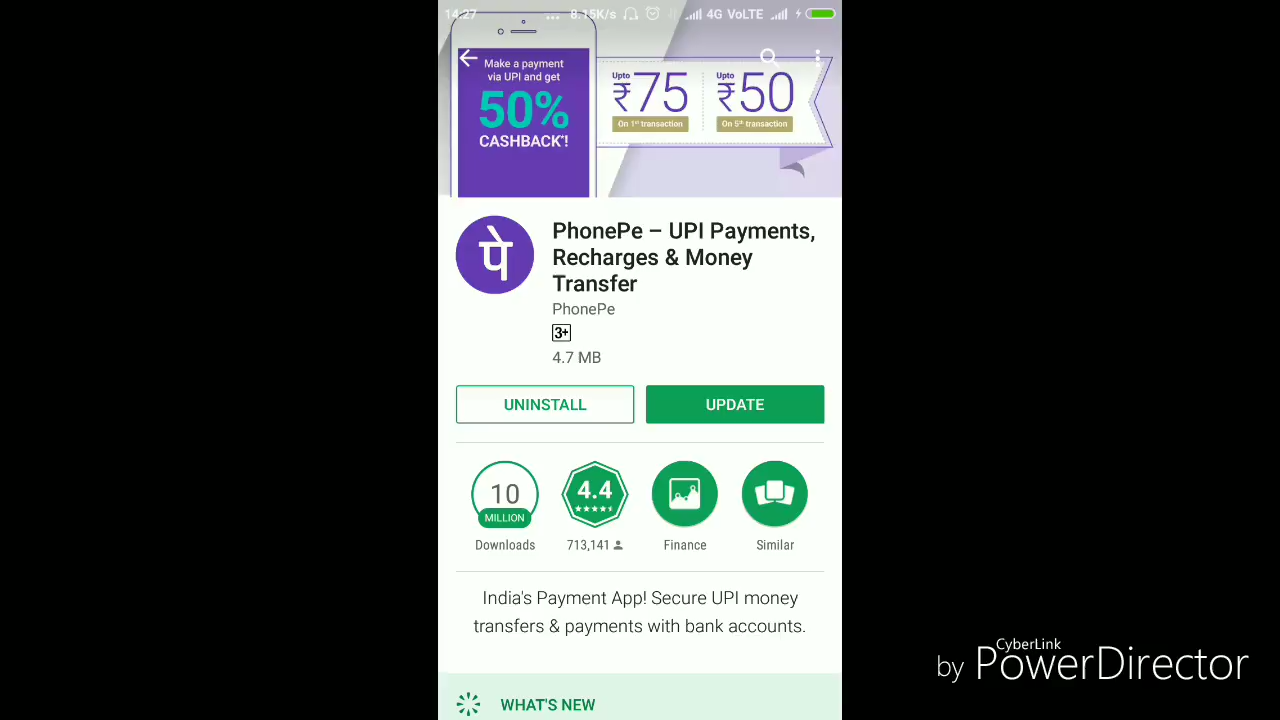 14:27 ... 8.15K/s 4G VoLTE
Make a payment
via UPI and get
50%
CASHBACK*!
Upto
₹75
On 1st transaction
Upto
₹50
On 5th transaction
पे
PhonePe – UPI Payments,
Recharges & Money
Transfer
PhonePe
3+
4.7 MB
UNINSTALL
UPDATE
10
MILLION
Downloads
4.4
713,141
Finance
Similar
India's Payment App! Secure UPI money
transfers & payments with bank accounts.
WHAT'S NEW
CyberLink
by PowerDirector